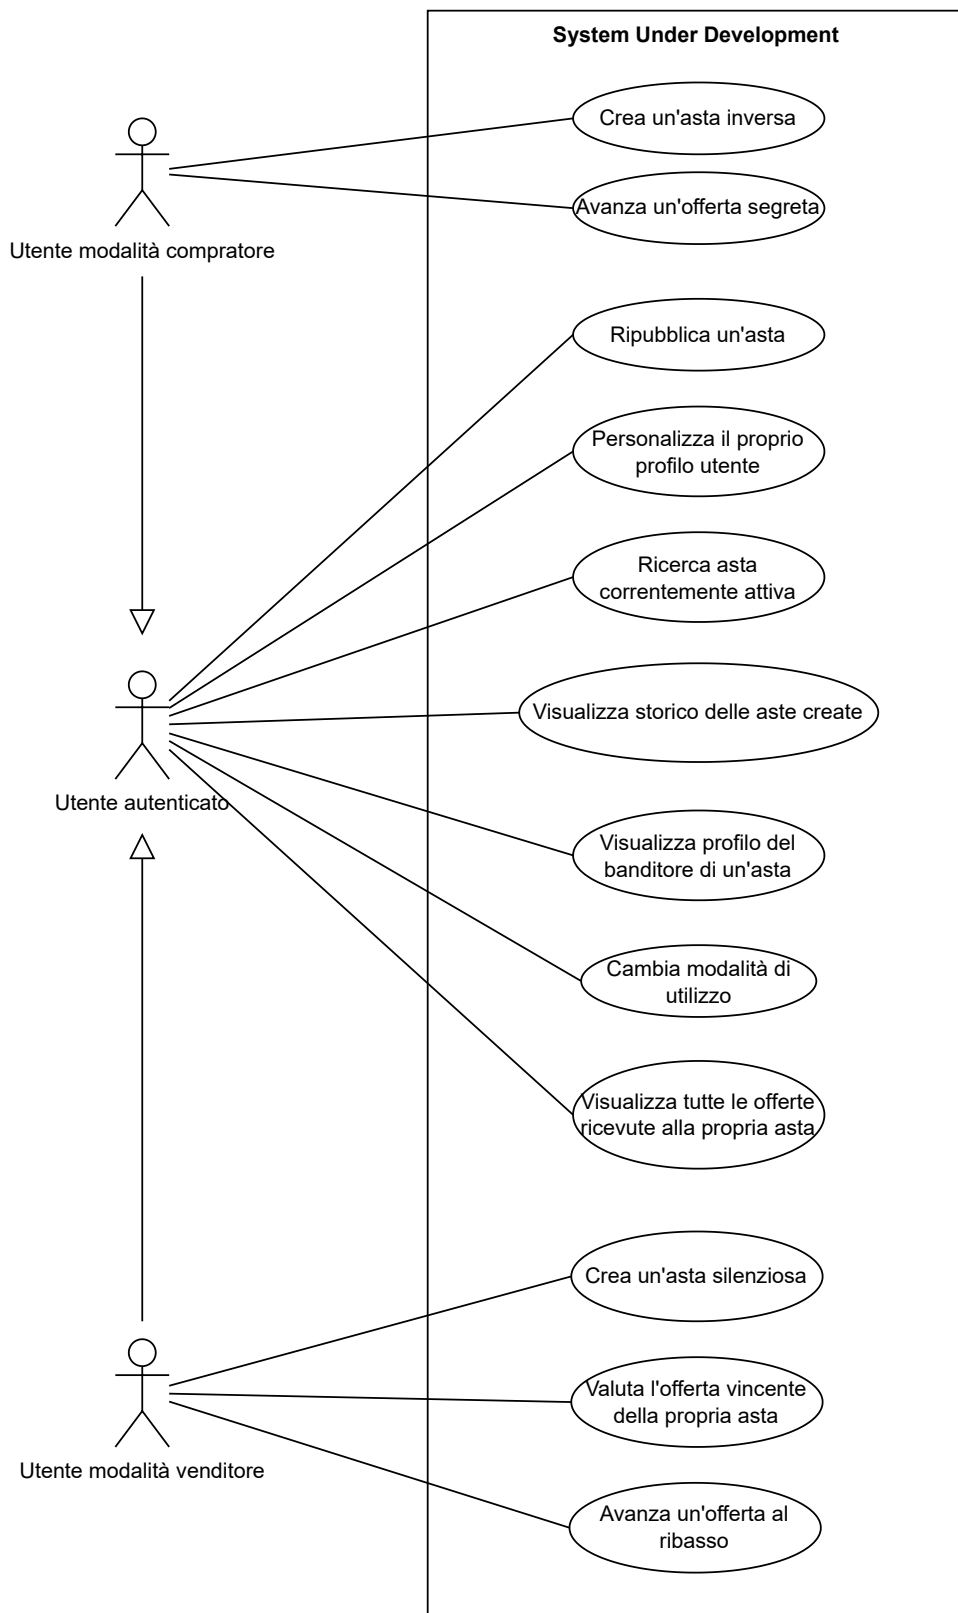 System Under Development
Crea un'asta inversa
Avanza un'offerta segreta
Utente modalità compratore
Ripubblica un'asta
Personalizza il proprio
profilo utente
Ricerca asta
correntemente attiva
Visualizza storico delle aste create
Utente autenticato
Visualizza profilo del
banditore di un'asta
Cambia modalità di
utilizzo
Visualizza tutte le offerte
ricevute alla propria asta
Crea un'asta silenziosa
Valuta l'offerta vincente
della propria asta
Utente modalità venditore
Avanza un'offerta al
ribasso